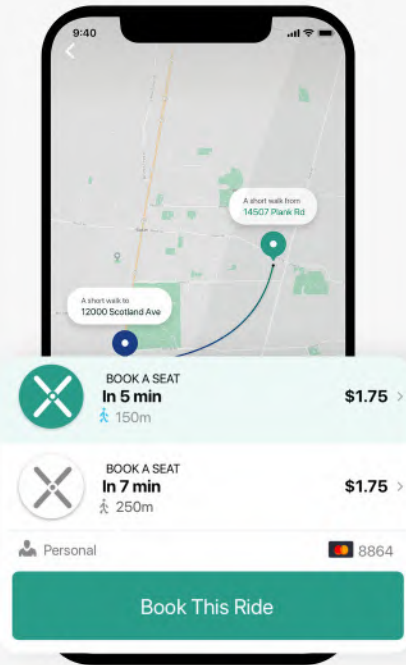 9:40
A short walk from
14507 Plank Rd
A short walk to
12000 Scotland Ave
BOOK A SEAT
In 5 min
$1.75
150m
BOOK A SEAT
In 7 min
$1.75
250m
Personal
8864
Book This Ride